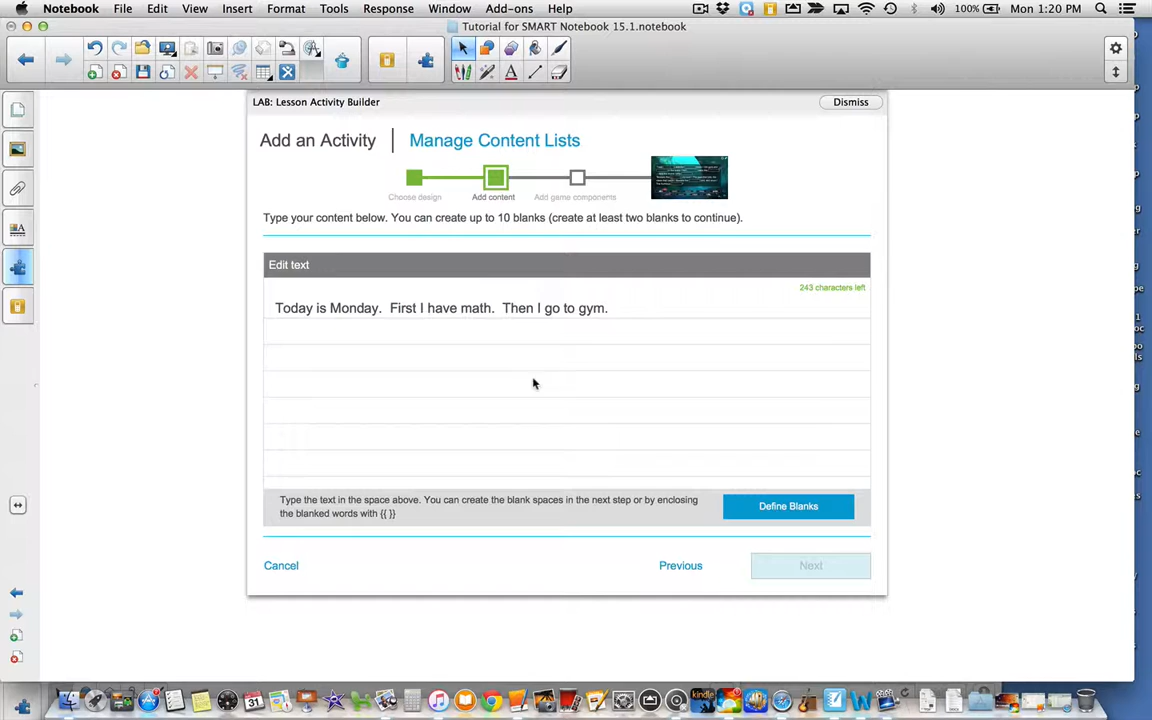 Notebook File Edit View Insert Format Tools Response Window Add-ons Help 100% Mon 1:20 PM
Tutorial for SMART Notebook 15.1.notebook
LAB: Lesson Activity Builder Dismiss
Add an Activity Manage Content Lists
Choose design Add content Add game components
Type your content below. You can create up to 10 blanks (create at least two blanks to continue).
Edit text
243 characters left
Today is Monday.  First I have math.  Then I go to gym.
Type the text in the space above. You can create the blank spaces in the next step or by enclosing
the blanked words with {{ }}
Define Blanks
Cancel Previous Next